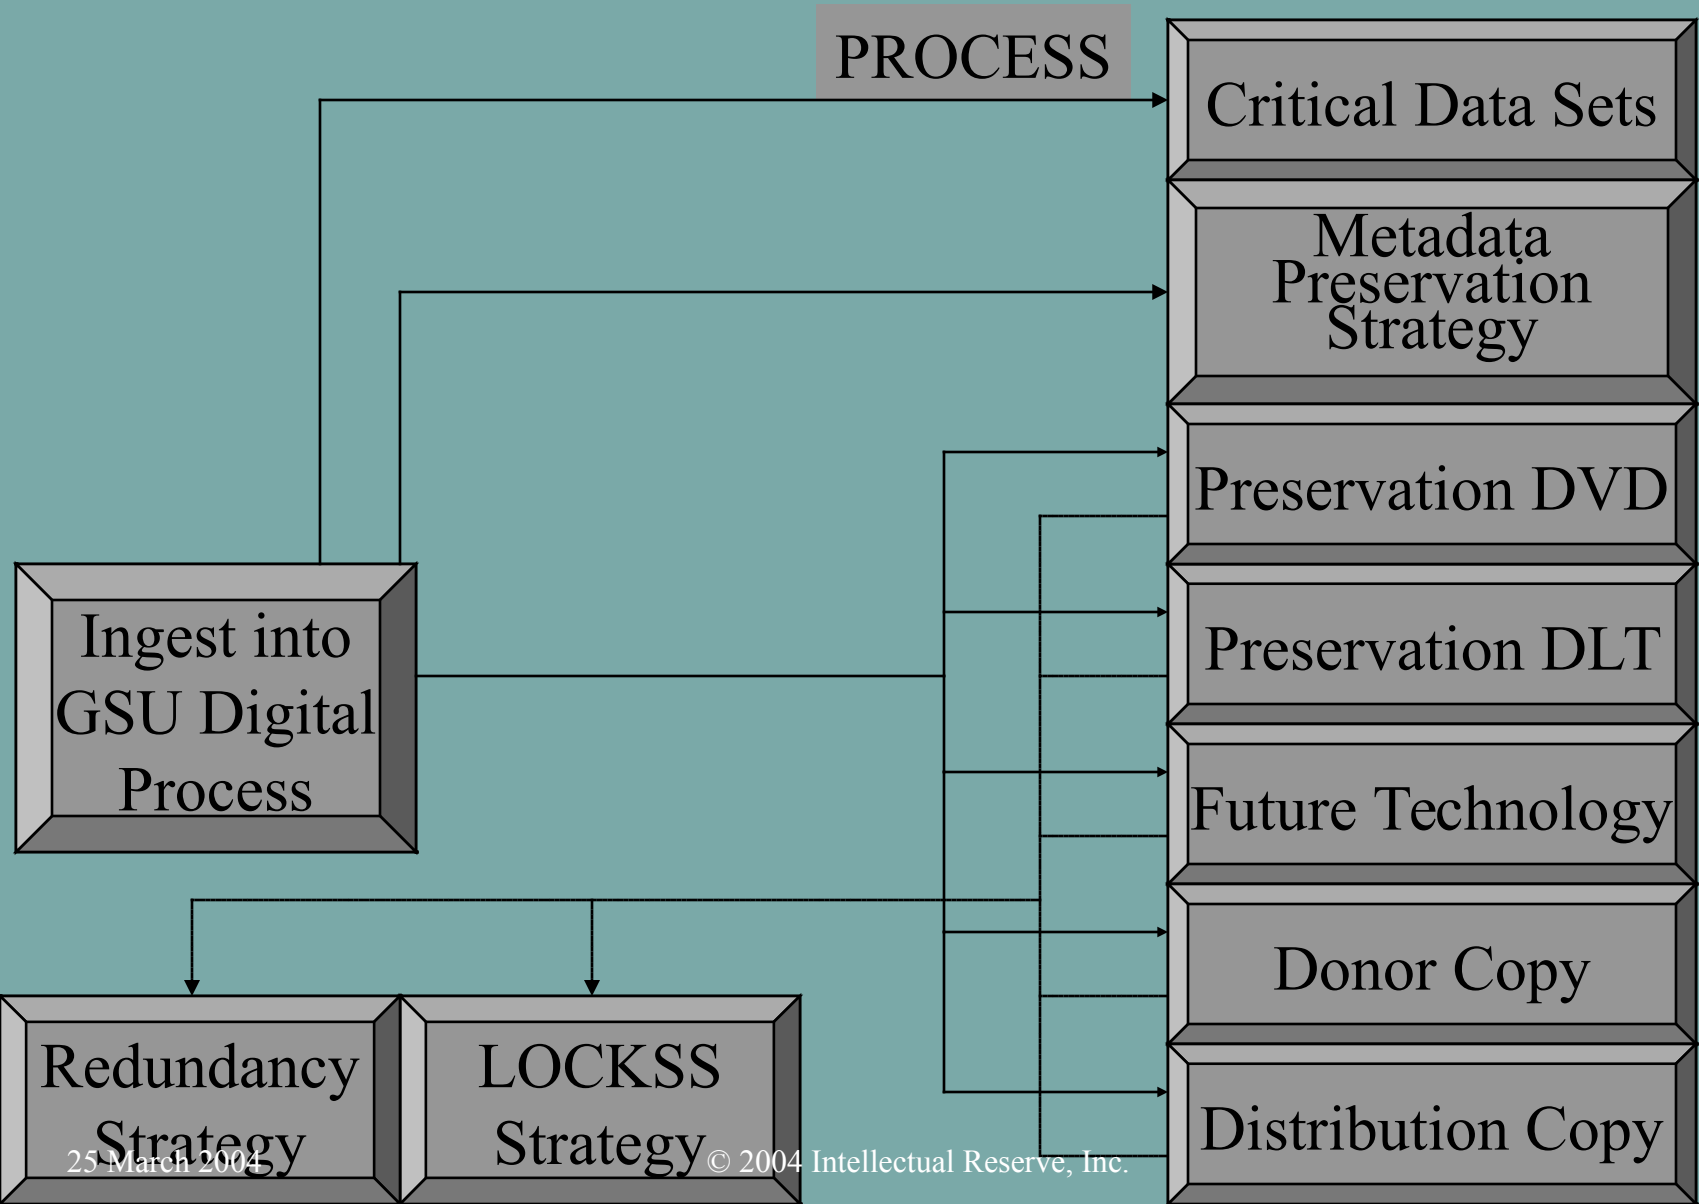 PROCESS
Critical Data Sets
Metadata
Preservation
Strategy
Preservation DVD
Preservation DLT
Future Technology
Donor Copy
Distribution Copy
Ingest into
GSU Digital
Process
Redundancy
Strategy
LOCKSS
Strategy
25 March 2004
© 2004 Intellectual Reserve, Inc.